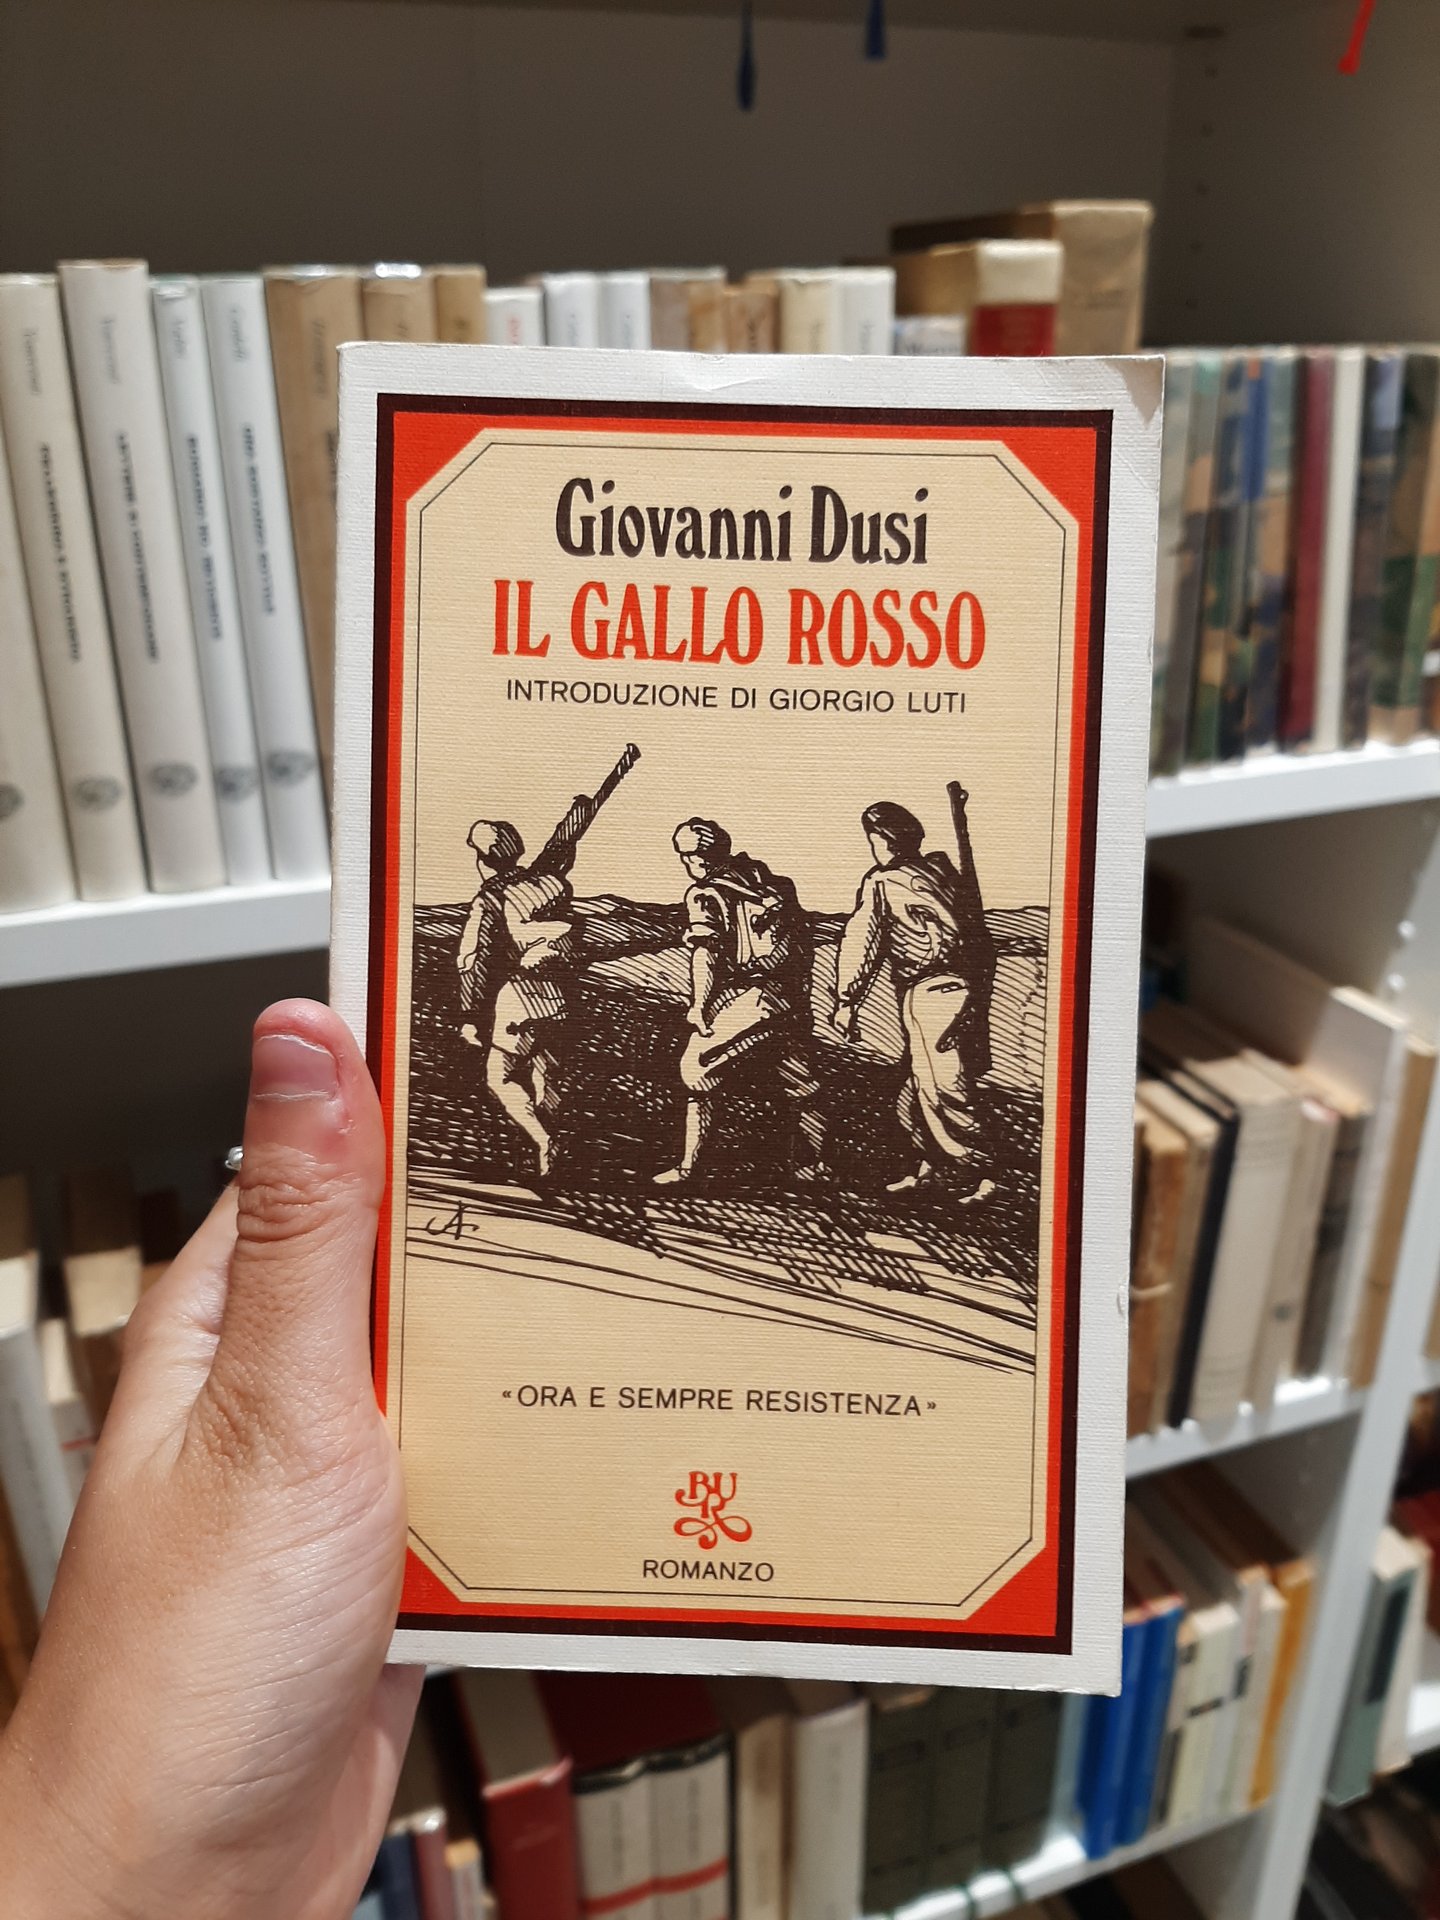 Giovanni Dusi
IL GALLO ROSSO
INTRODUZIONE DI GIORGIO LUTI
«ORA E SEMPRE RESISTENZA»
BUR
ROMANZO